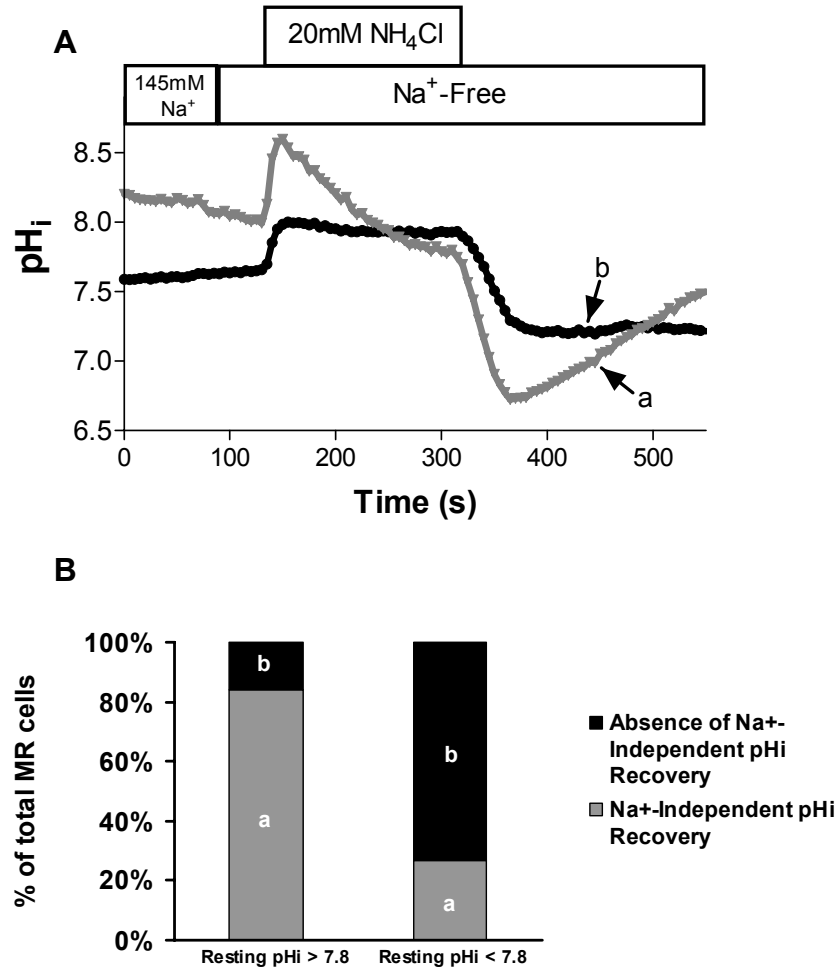 A
20mM NH₄Cl
145mM
Na⁺
Na⁺-Free
pHᵢ
8.5
8.0
7.5
7.0
6.5
b
a
0
100
200
300
400
500
Time (s)
B
% of total MR cells
100%
80%
60%
40%
20%
0%
b
a
b
a
Resting pHi > 7.8
Resting pHi < 7.8
Absence of Na+-
Independent pHi
Recovery
Na+-Independent pHi
Recovery